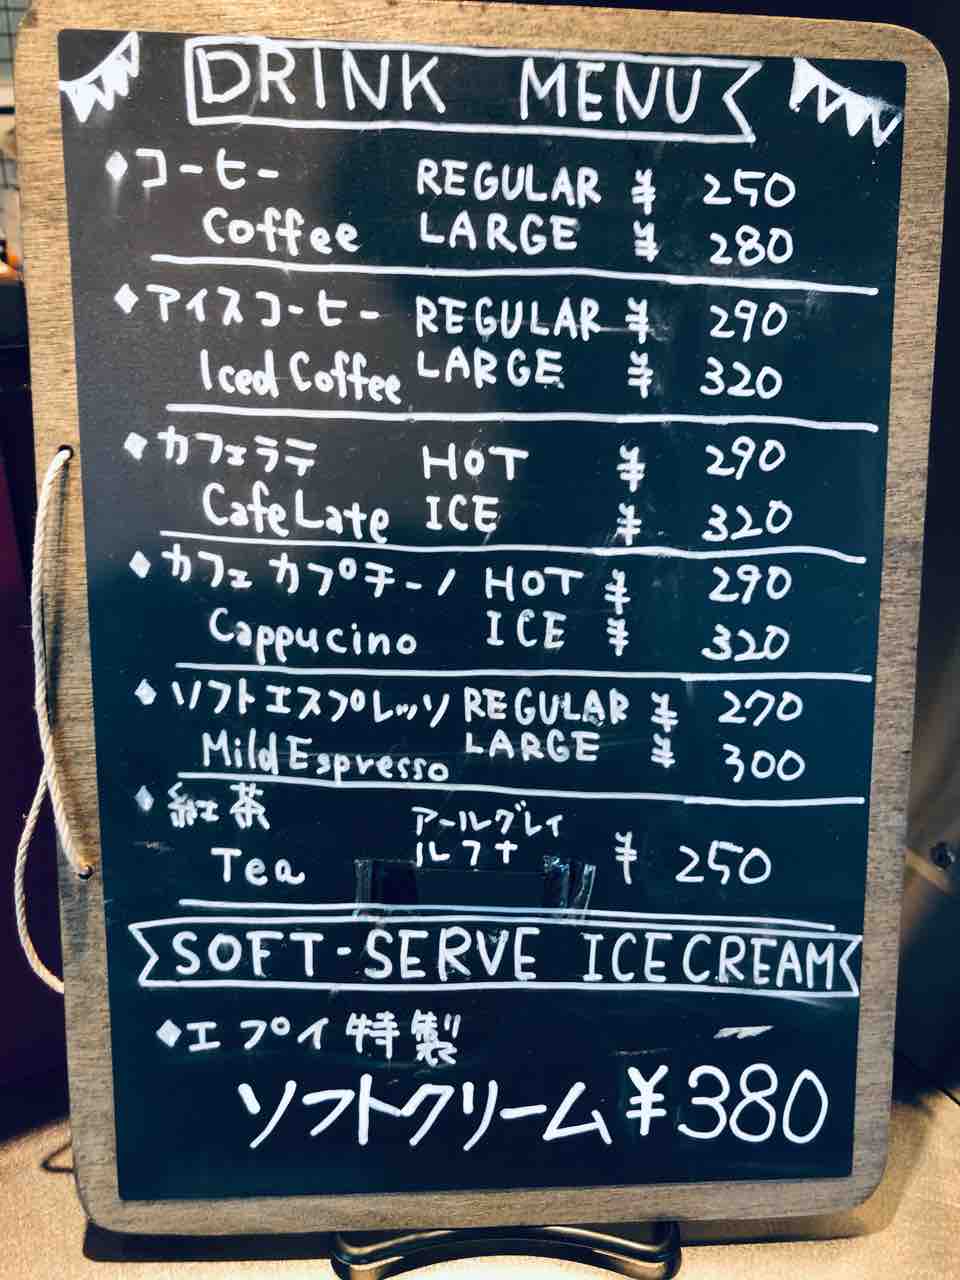 DRINK MENU
◆コーヒー REGULAR ¥ 250
Coffee LARGE ¥ 280
◆アイスコーヒー REGULAR ¥ 290
Iced Coffee LARGE ¥ 320
◆カフェラテ HOT ¥ 290
Cafe Late ICE ¥ 320
◆カフェカプチーノ HOT ¥ 290
Cappucino ICE ¥ 320
◆ソフトエスプレッソ REGULAR ¥ 270
Mild Espresso LARGE ¥ 300
◆紅茶 アールグレイ
ルフナ
Tea ¥ 250
SOFT-SERVE ICE CREAM
◆エプイ特製
ソフトクリーム ¥380